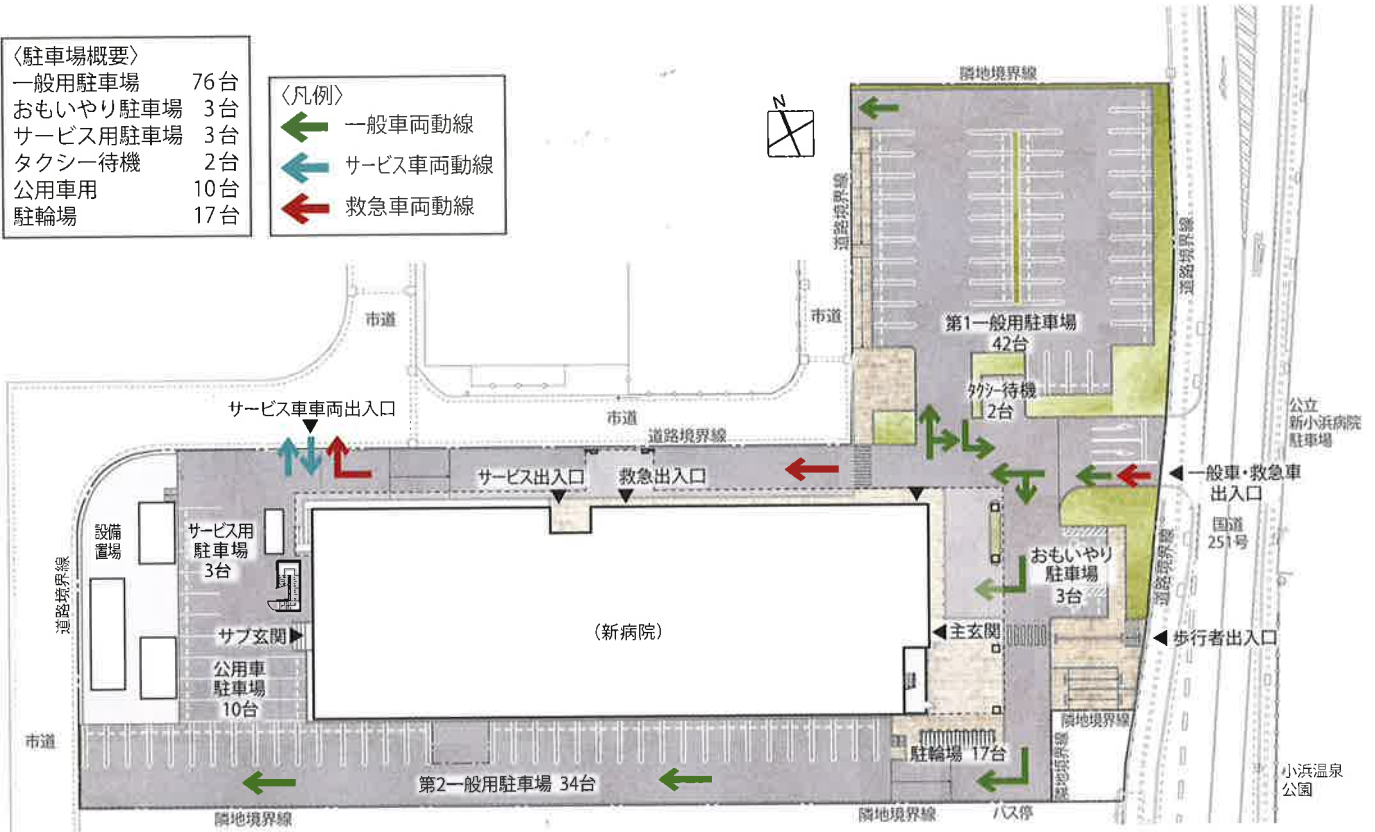 〈駐車場概要〉
一般用駐車場 76台
おもいやり駐車場 3台
サービス用駐車場 3台
タクシー待機 2台
公用車用 10台
駐輪場 17台
〈凡例〉
一般車両動線
サービス車両動線
救急車両動線
N
隣地境界線
道路境界線
道路境界線
第1一般用駐車場
42台
市道
市道
タクシー待機
2台
サービス車車両出入口
市道
道路境界線
公立
新小浜病院
駐車場
サービス出入口
救急出入口
一般車・救急車
出入口
国道
251号
設備
置場
サービス用
駐車場
3台
おもいやり
駐車場
3台
道路境界線
道路境界線
サブ玄関
(新病院)
主玄関
歩行者出入口
公用車
駐車場
10台
隣地境界線
市道
駐輪場 17台
隣地境界線
第2一般用駐車場 34台
小浜温泉
公園
隣地境界線
隣地境界線
バス停